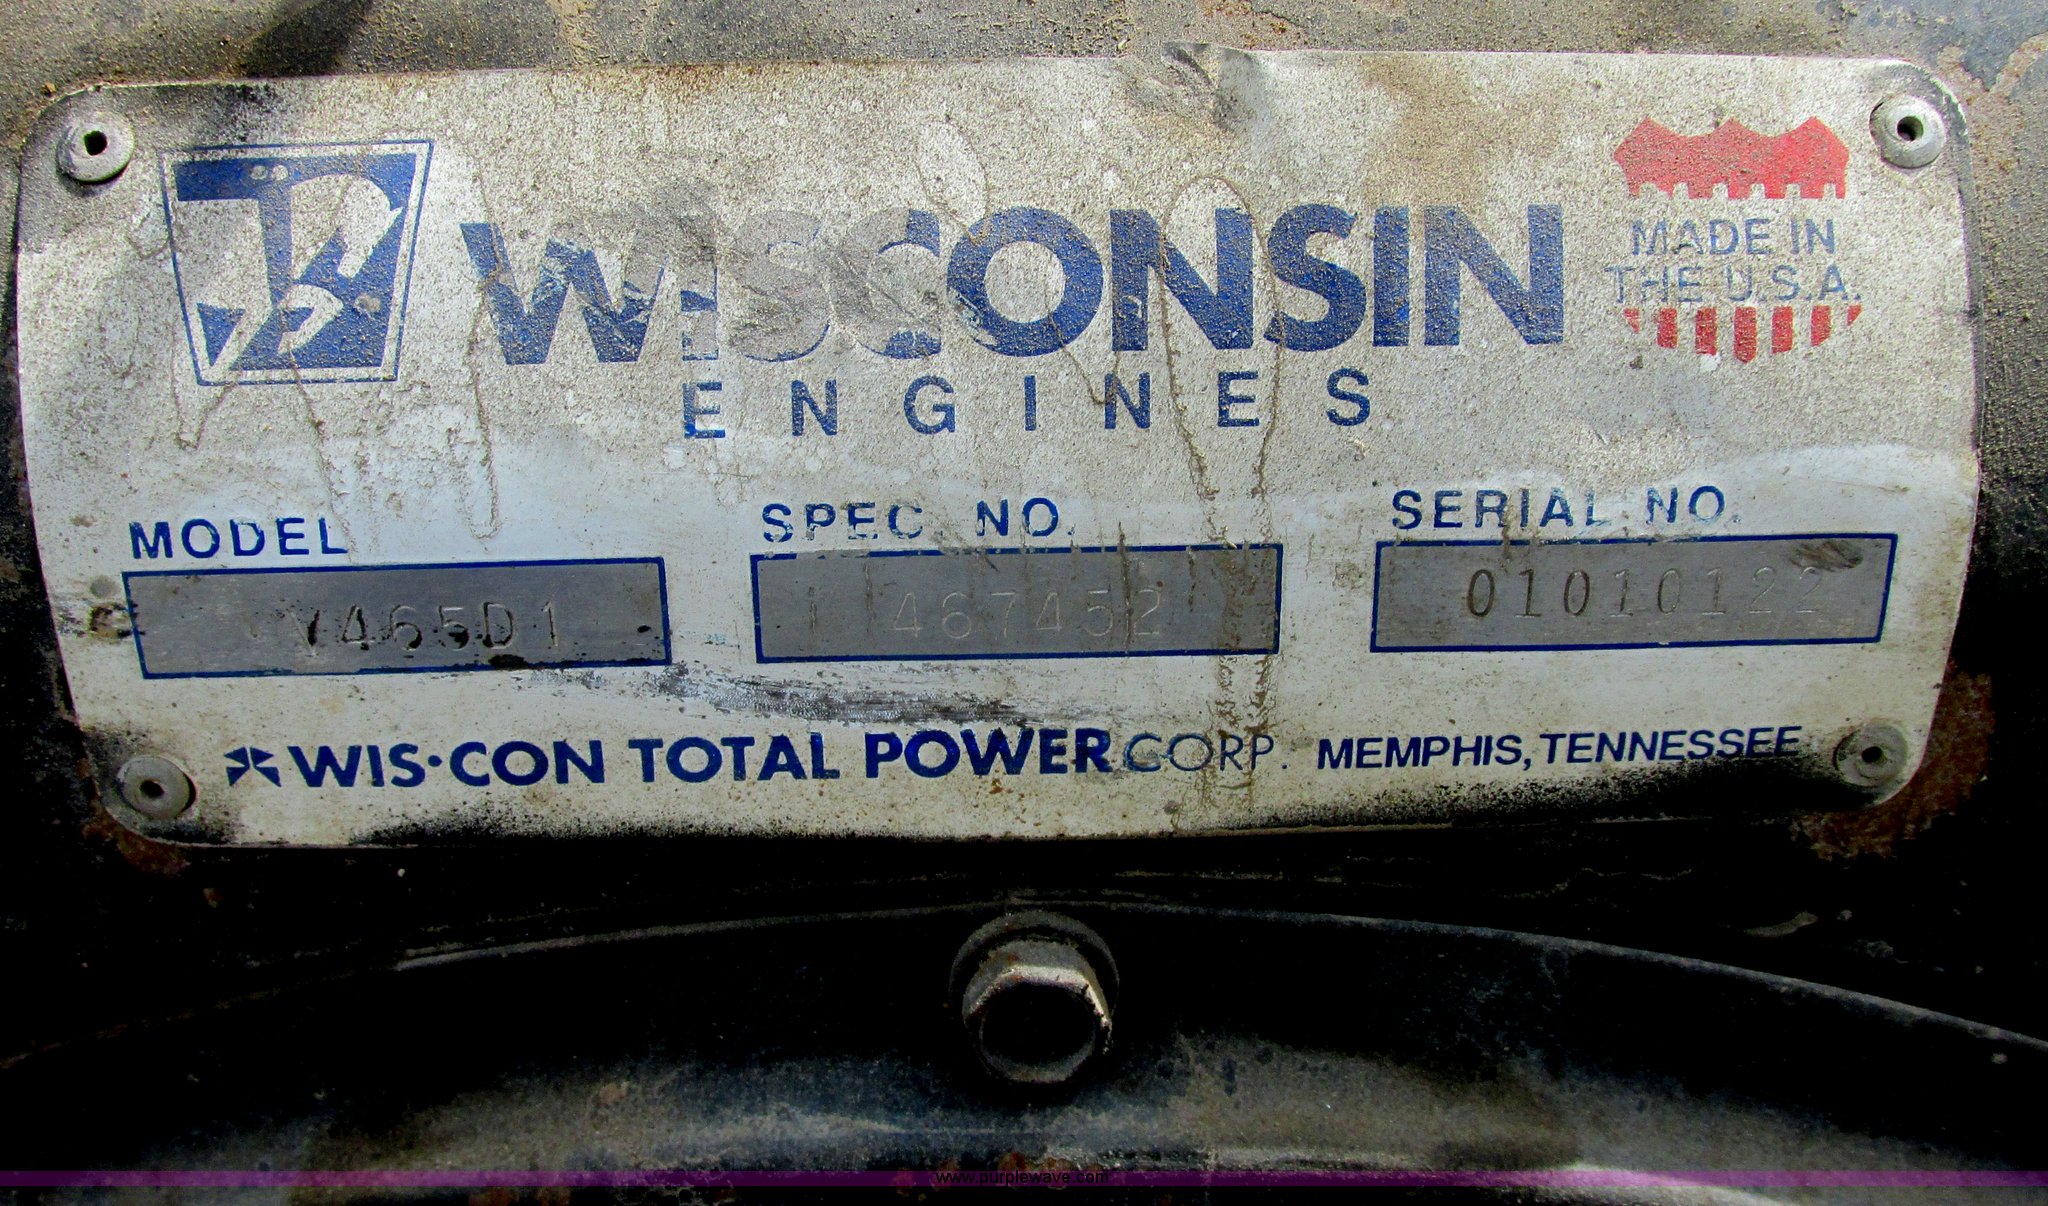 WISCONSIN
ENGINES
MADE IN
THE U.S.A.
MODEL SPEC. NO. SERIAL NO.
V465D1 467452 01010122
WIS·CON TOTAL POWER CORP. MEMPHIS, TENNESSEE
www.purplewave.com